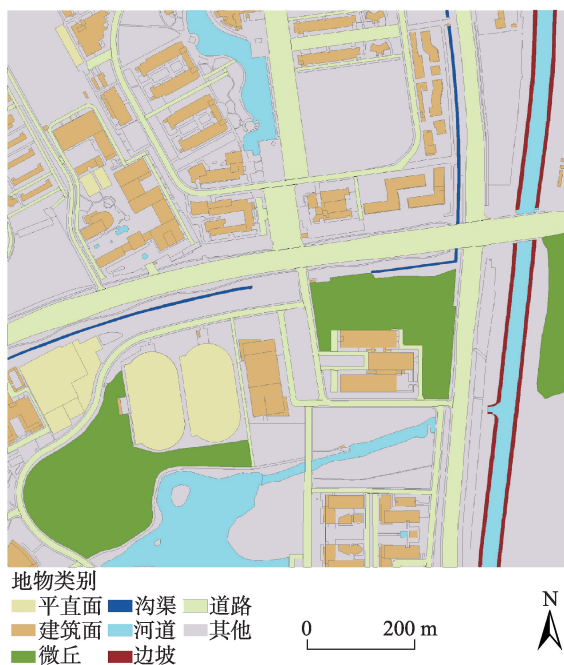 地物类别
平直面 沟渠 道路
建筑面 河道 其他
微丘 边坡
0 200 m
N